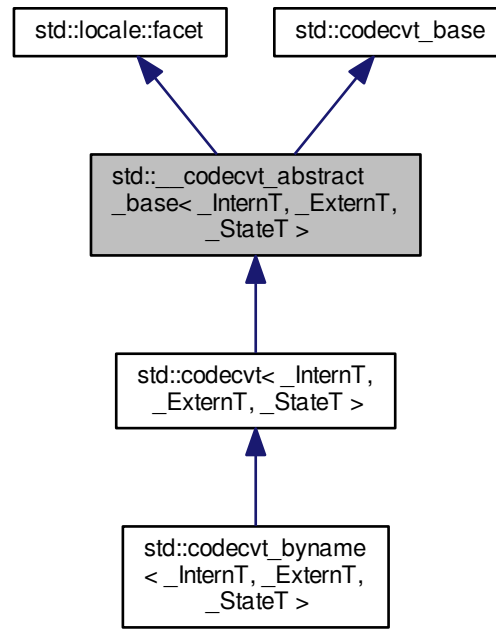 std::locale::facet
std::codecvt_base
std::__codecvt_abstract
_base< _InternT, _ExternT,
_StateT >
std::codecvt< _InternT,
_ExternT, _StateT >
std::codecvt_byname
< _InternT, _ExternT,
_StateT >